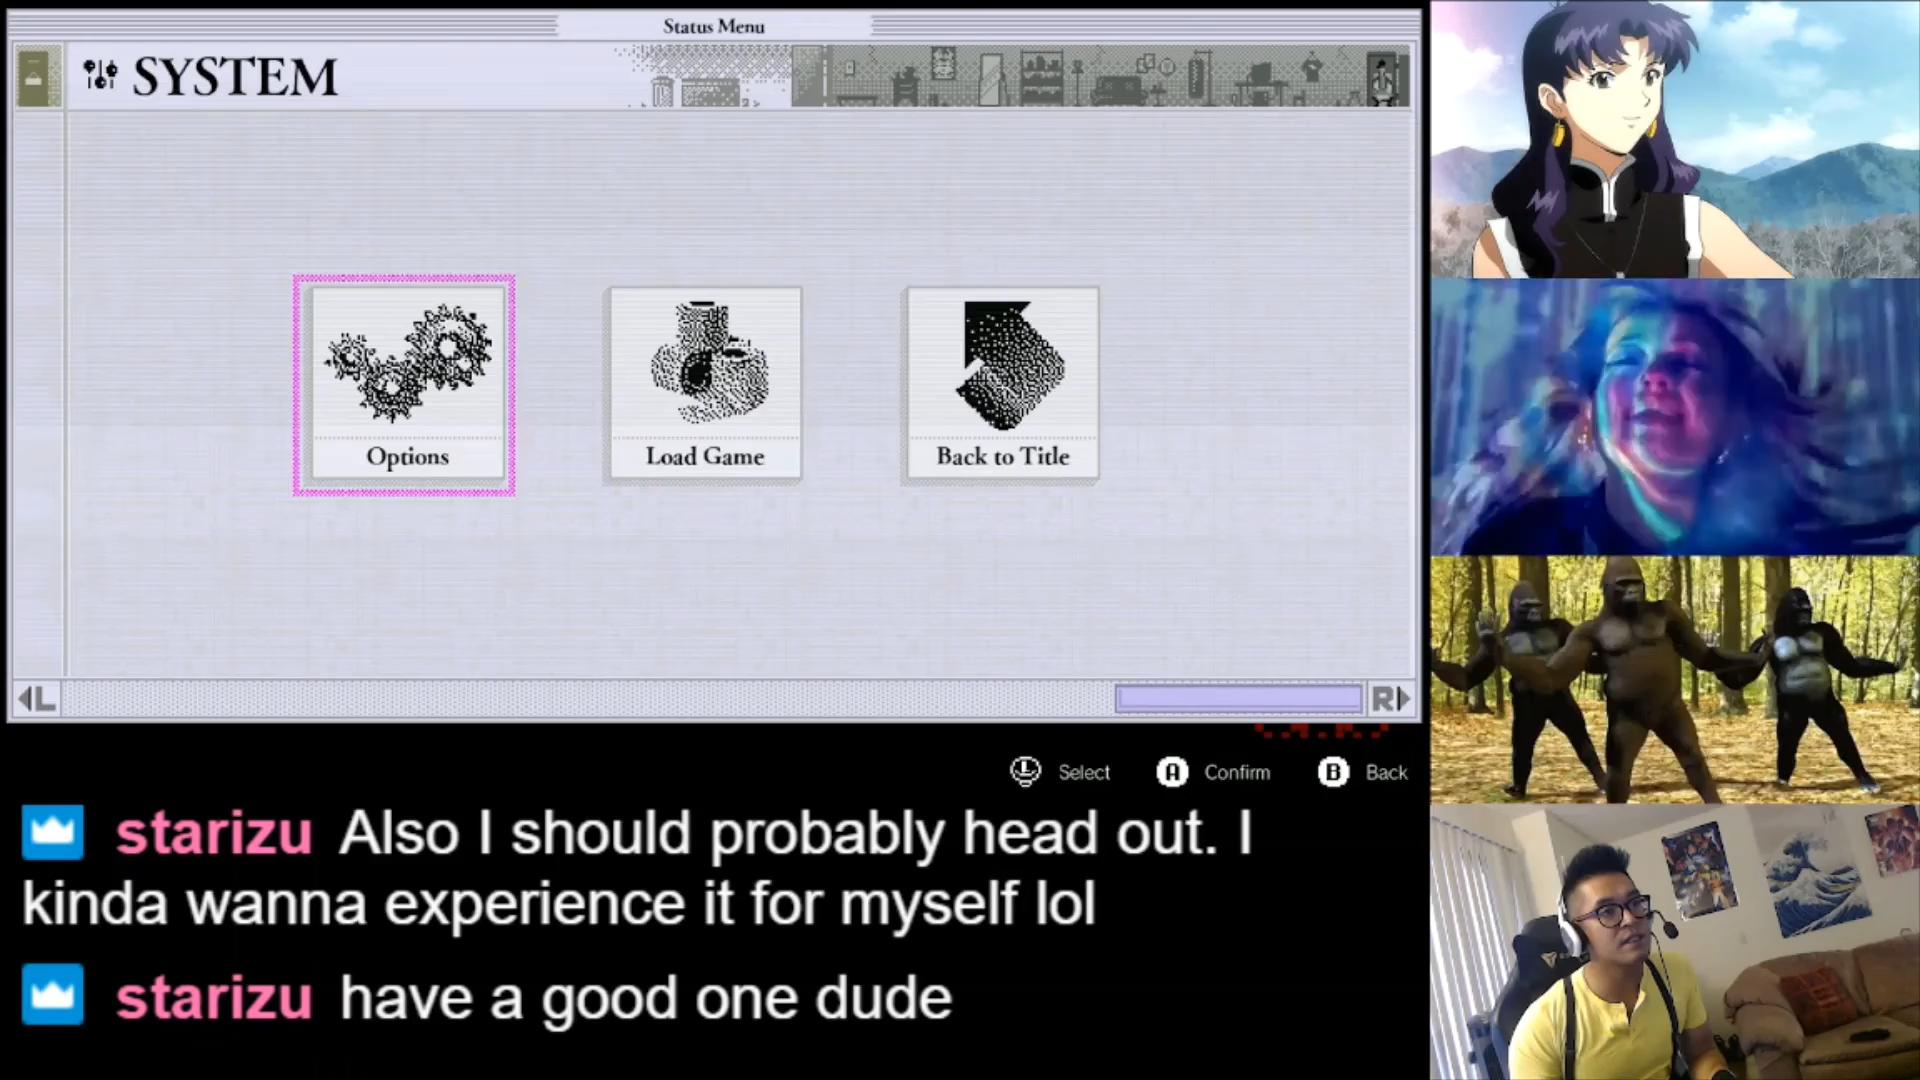 Status Menu
SYSTEM
Options
Load Game
Back to Title
L
R
L Select A Confirm B Back
starizu Also I should probably head out. I
kinda wanna experience it for myself lol
starizu have a good one dude